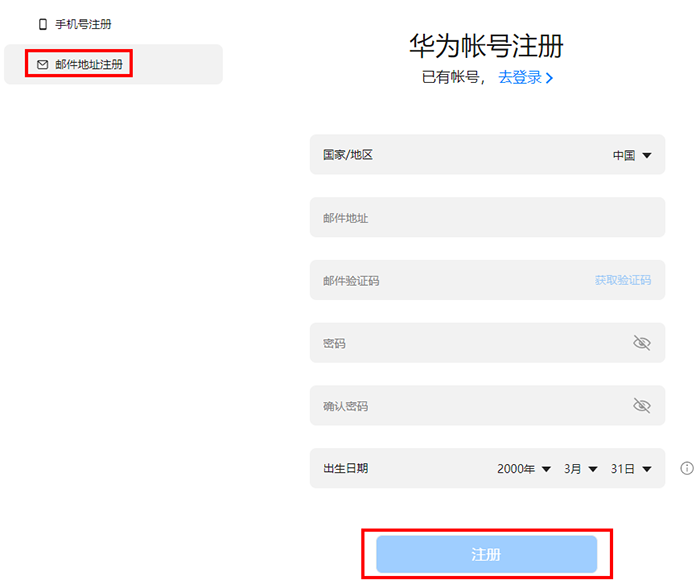 手机号注册
邮件地址注册
华为帐号注册
已有帐号，去登录
国家/地区 中国
邮件地址
邮件验证码 获取验证码
密码
确认密码
出生日期 2000年 3月 31日
注册